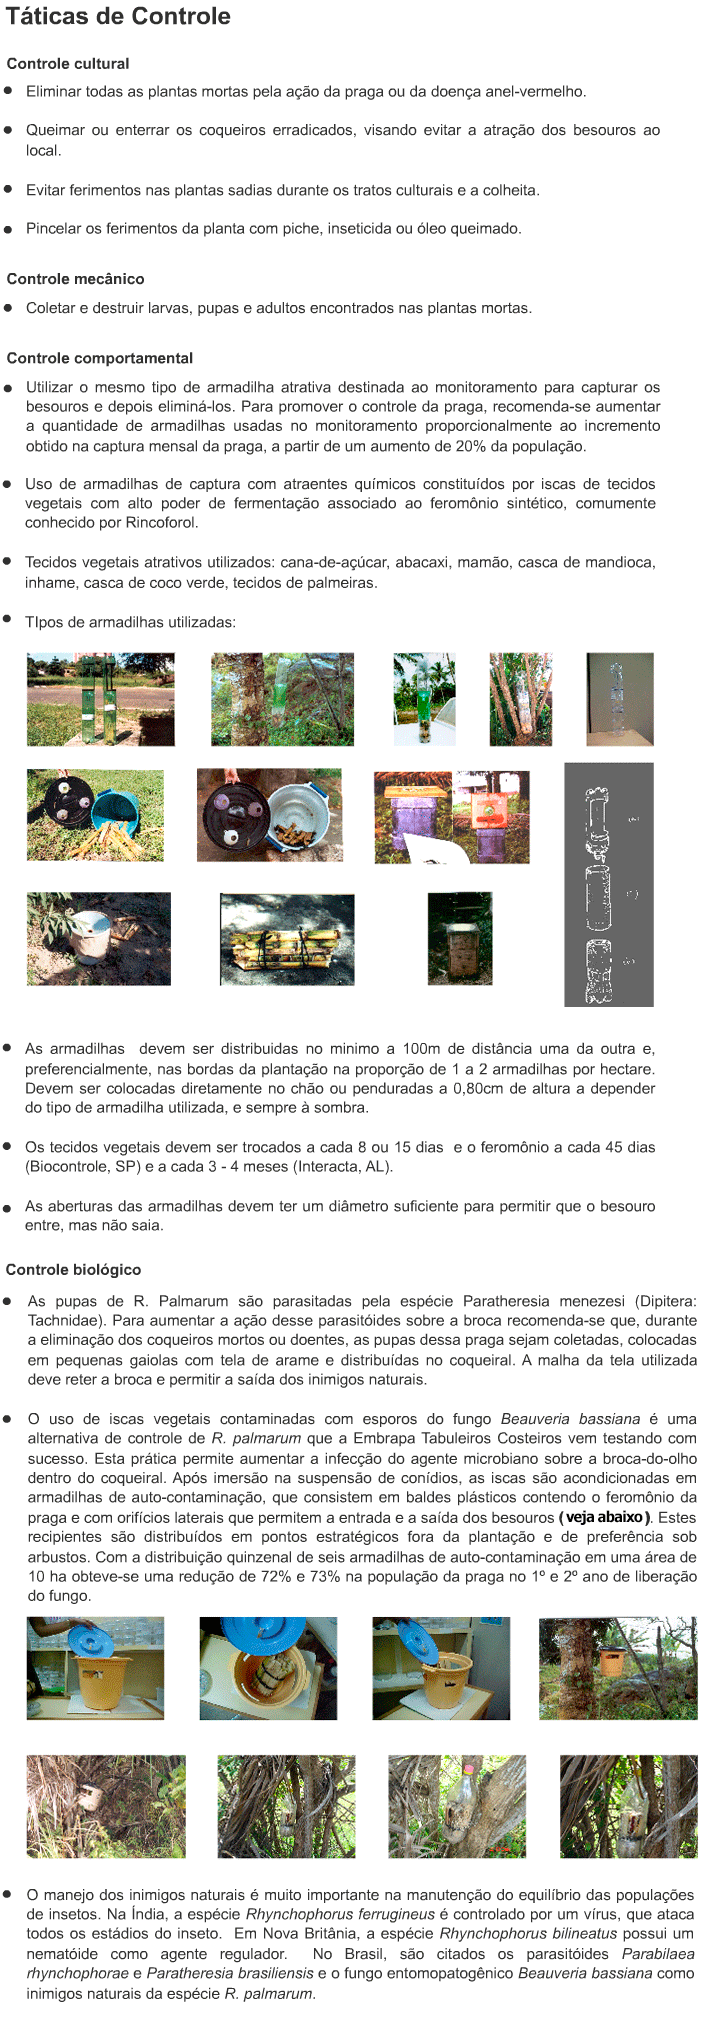 Táticas de Controle
Controle cultural
Eliminar todas as plantas mortas pela ação da praga ou da doença anel-vermelho.
Queimar ou enterrar os coqueiros erradicados, visando evitar a atração dos besouros ao
local.
Evitar ferimentos nas plantas sadias durante os tratos culturais e a colheita.
Pincelar os ferimentos da planta com piche, inseticida ou óleo queimado.
Controle mecânico
Coletar e destruir larvas, pupas e adultos encontrados nas plantas mortas.
Controle comportamental
Utilizar o mesmo tipo de armadilha atrativa destinada ao monitoramento para capturar os
besouros e depois eliminá-los. Para promover o controle da praga, recomenda-se aumentar
a quantidade de armadilhas usadas no monitoramento proporcionalmente ao incremento
obtido na captura mensal da praga, a partir de um aumento de 20% da população.
Uso de armadilhas de captura com atraentes químicos constituídos por iscas de tecidos
vegetais com alto poder de fermentação associado ao feromônio sintético, comumente
conhecido por Rincoforol.
Tecidos vegetais atrativos utilizados: cana-de-açúcar, abacaxi, mamão, casca de mandioca,
inhame, casca de coco verde, tecidos de palmeiras.
TIpos de armadilhas utilizadas:
As armadilhas devem ser distribuidas no minimo a 100m de distância uma da outra e,
preferencialmente, nas bordas da plantação na proporção de 1 a 2 armadilhas por hectare.
Devem ser colocadas diretamente no chão ou penduradas a 0,80cm de altura a depender
do tipo de armadilha utilizada, e sempre à sombra.
Os tecidos vegetais devem ser trocados a cada 8 ou 15 dias e o feromônio a cada 45 dias
(Biocontrole, SP) e a cada 3 - 4 meses (Interacta, AL).
As aberturas das armadilhas devem ter um diâmetro suficiente para permitir que o besouro
entre, mas não saia.
Controle biológico
As pupas de R. Palmarum são parasitadas pela espécie Paratheresia menezesi (Dipitera:
Tachnidae). Para aumentar a ação desse parasitóides sobre a broca recomenda-se que, durante
a eliminação dos coqueiros mortos ou doentes, as pupas dessa praga sejam coletadas, colocadas
em pequenas gaiolas com tela de arame e distribuídas no coqueiral. A malha da tela utilizada
deve reter a broca e permitir a saída dos inimigos naturais.
O uso de iscas vegetais contaminadas com esporos do fungo Beauveria bassiana é uma
alternativa de controle de R. palmarum que a Embrapa Tabuleiros Costeiros vem testando com
sucesso. Esta prática permite aumentar a infecção do agente microbiano sobre a broca-do-olho
dentro do coqueiral. Após imersão na suspensão de conídios, as iscas são acondicionadas em
armadilhas de auto-contaminação, que consistem em baldes plásticos contendo o feromônio da
praga e com orifícios laterais que permitem a entrada e a saída dos besouros (veja abaixo). Estes
recipientes são distribuídos em pontos estratégicos fora da plantação e de preferência sob
arbustos. Com a distribuição quinzenal de seis armadilhas de auto-contaminação em uma área de
10 ha obteve-se uma redução de 72% e 73% na população da praga no 1º e 2º ano de liberação
do fungo.
O manejo dos inimigos naturais é muito importante na manutenção do equilíbrio das populações
de insetos. Na Índia, a espécie Rhynchophorus ferrugineus é controlado por um vírus, que ataca
todos os estádios do inseto. Em Nova Britânia, a espécie Rhynchophorus bilineatus possui um
nematóide como agente regulador. No Brasil, são citados os parasitóides Parabilaea
rhynchophorae e Paratheresia brasiliensis e o fungo entomopatogênico Beauveria bassiana como
inimigos naturais da espécie R. palmarum.